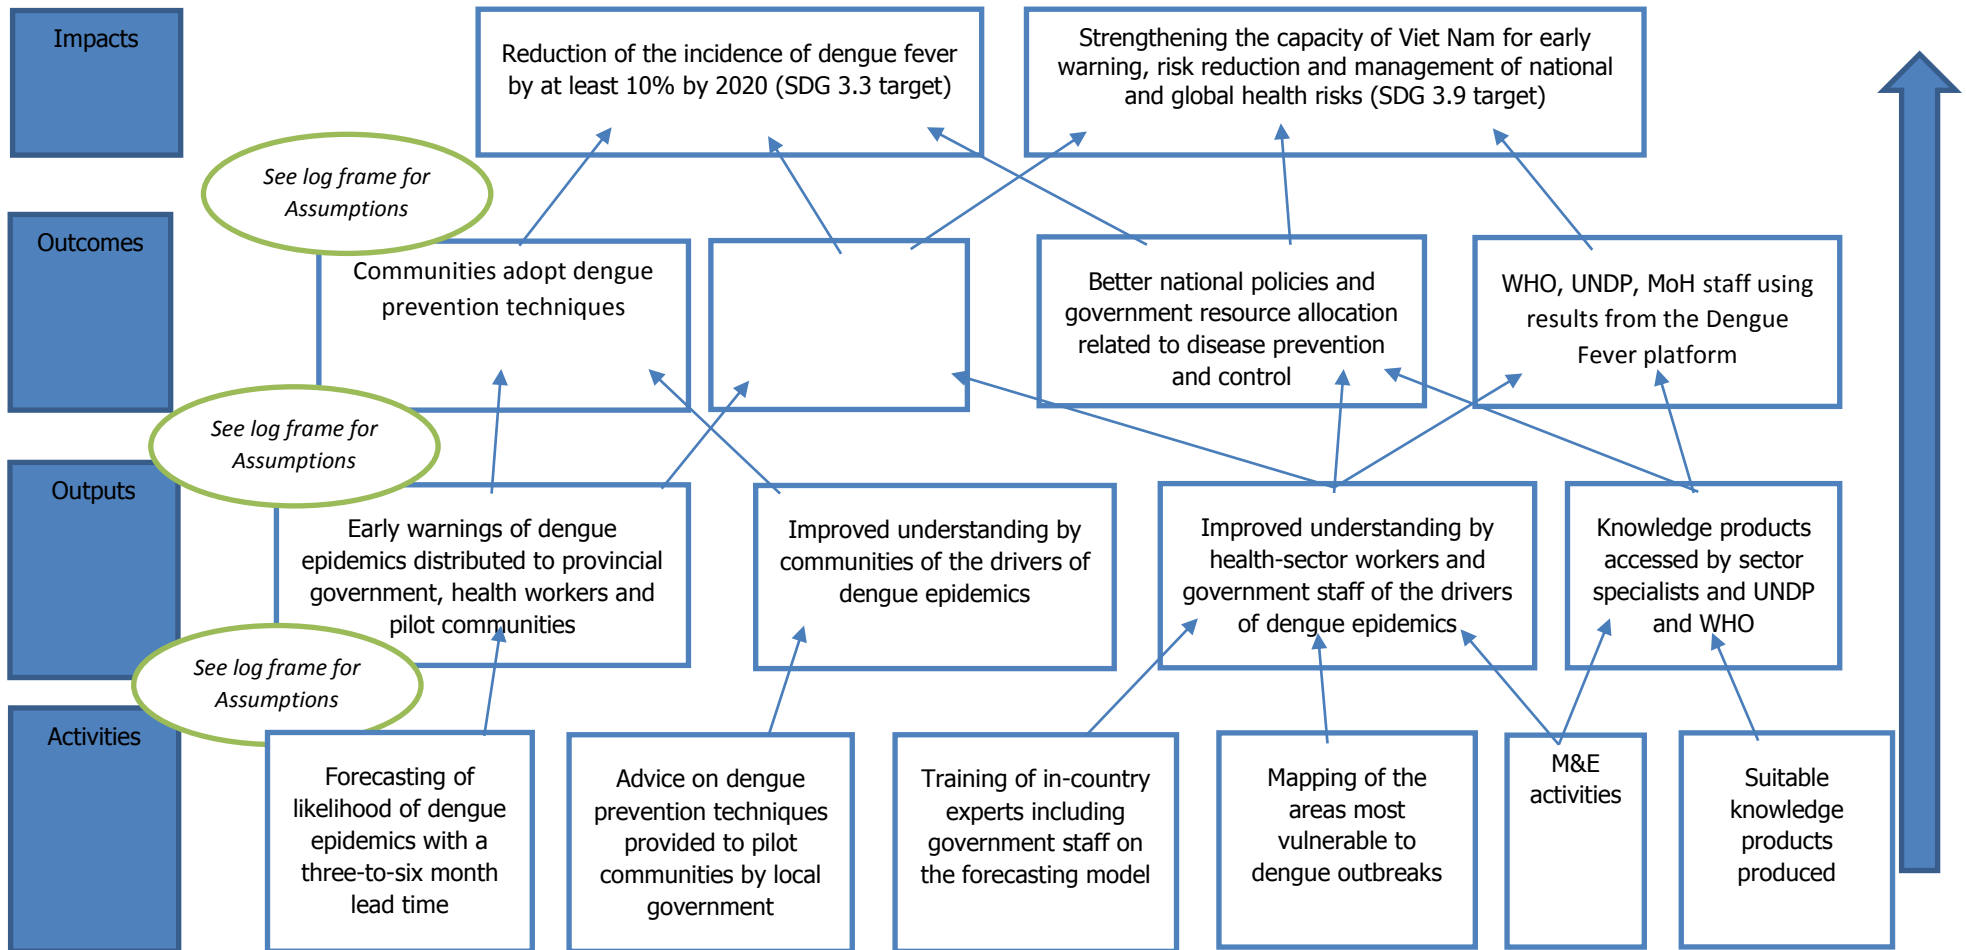 Impacts
Reduction of the incidence of dengue fever
by at least 10% by 2020 (SDG 3.3 target)
Strengthening the capacity of Viet Nam for early
warning, risk reduction and management of national
and global health risks (SDG 3.9 target)
See log frame for
Assumptions
Outcomes
Communities adopt dengue
prevention techniques
Better national policies and
government resource allocation
related to disease prevention
and control
WHO, UNDP, MoH staff using
results from the Dengue
Fever platform
See log frame for
Assumptions
Outputs
Early warnings of dengue
epidemics distributed to provincial
government, health workers and
pilot communities
Improved understanding by
communities of the drivers of
dengue epidemics
Improved understanding by
health-sector workers and
government staff of the drivers
of dengue epidemics
Knowledge products
accessed by sector
specialists and UNDP
and WHO
See log frame for
Assumptions
Activities
Forecasting of
likelihood of dengue
epidemics with a
three-to-six month
lead time
Advice on dengue
prevention techniques
provided to pilot
communities by local
government
Training of in-country
experts including
government staff on
the forecasting model
Mapping of the
areas most
vulnerable to
dengue outbreaks
M&E
activities
Suitable
knowledge
products
produced